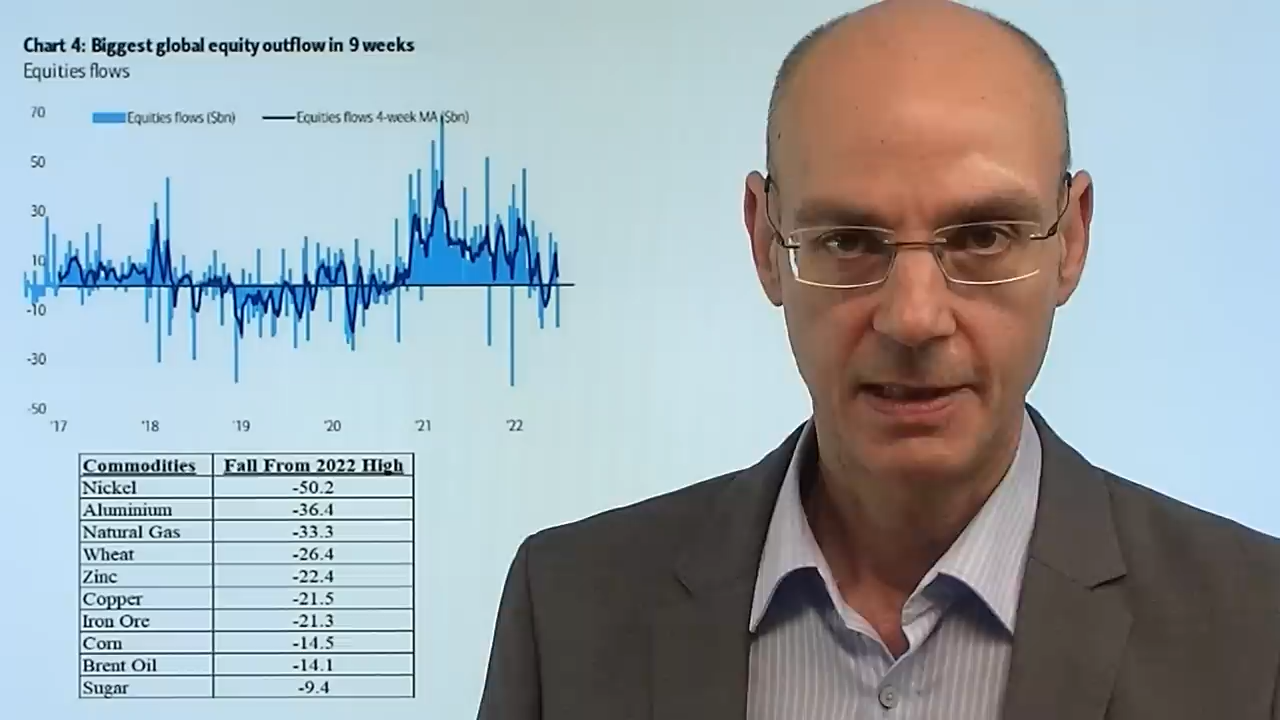 Chart 4: Biggest global equity outflow in 9 weeks
Equities flows
70
Equities flows ($bn)
Equities flows 4-week MA ($bn)
50
30
10
-10
-30
-50
'17 '18 '19 '20 '21 '22
Commodities Fall From 2022 High
Nickel -50.2
Aluminium -36.4
Natural Gas -33.3
Wheat -26.4
Zinc -22.4
Copper -21.5
Iron Ore -21.3
Corn -14.5
Brent Oil -14.1
Sugar -9.4